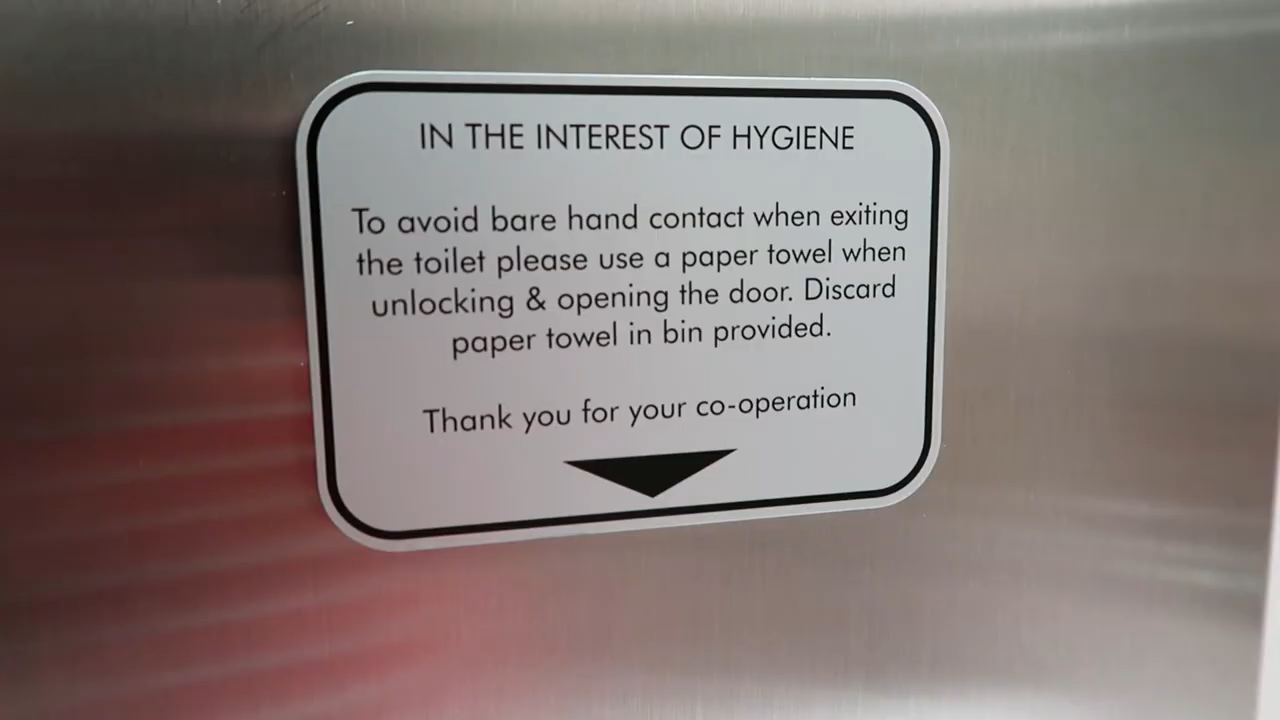 IN THE INTEREST OF HYGIENE
To avoid bare hand contact when exiting
the toilet please use a paper towel when
unlocking & opening the door. Discard
paper towel in bin provided.
Thank you for your co-operation